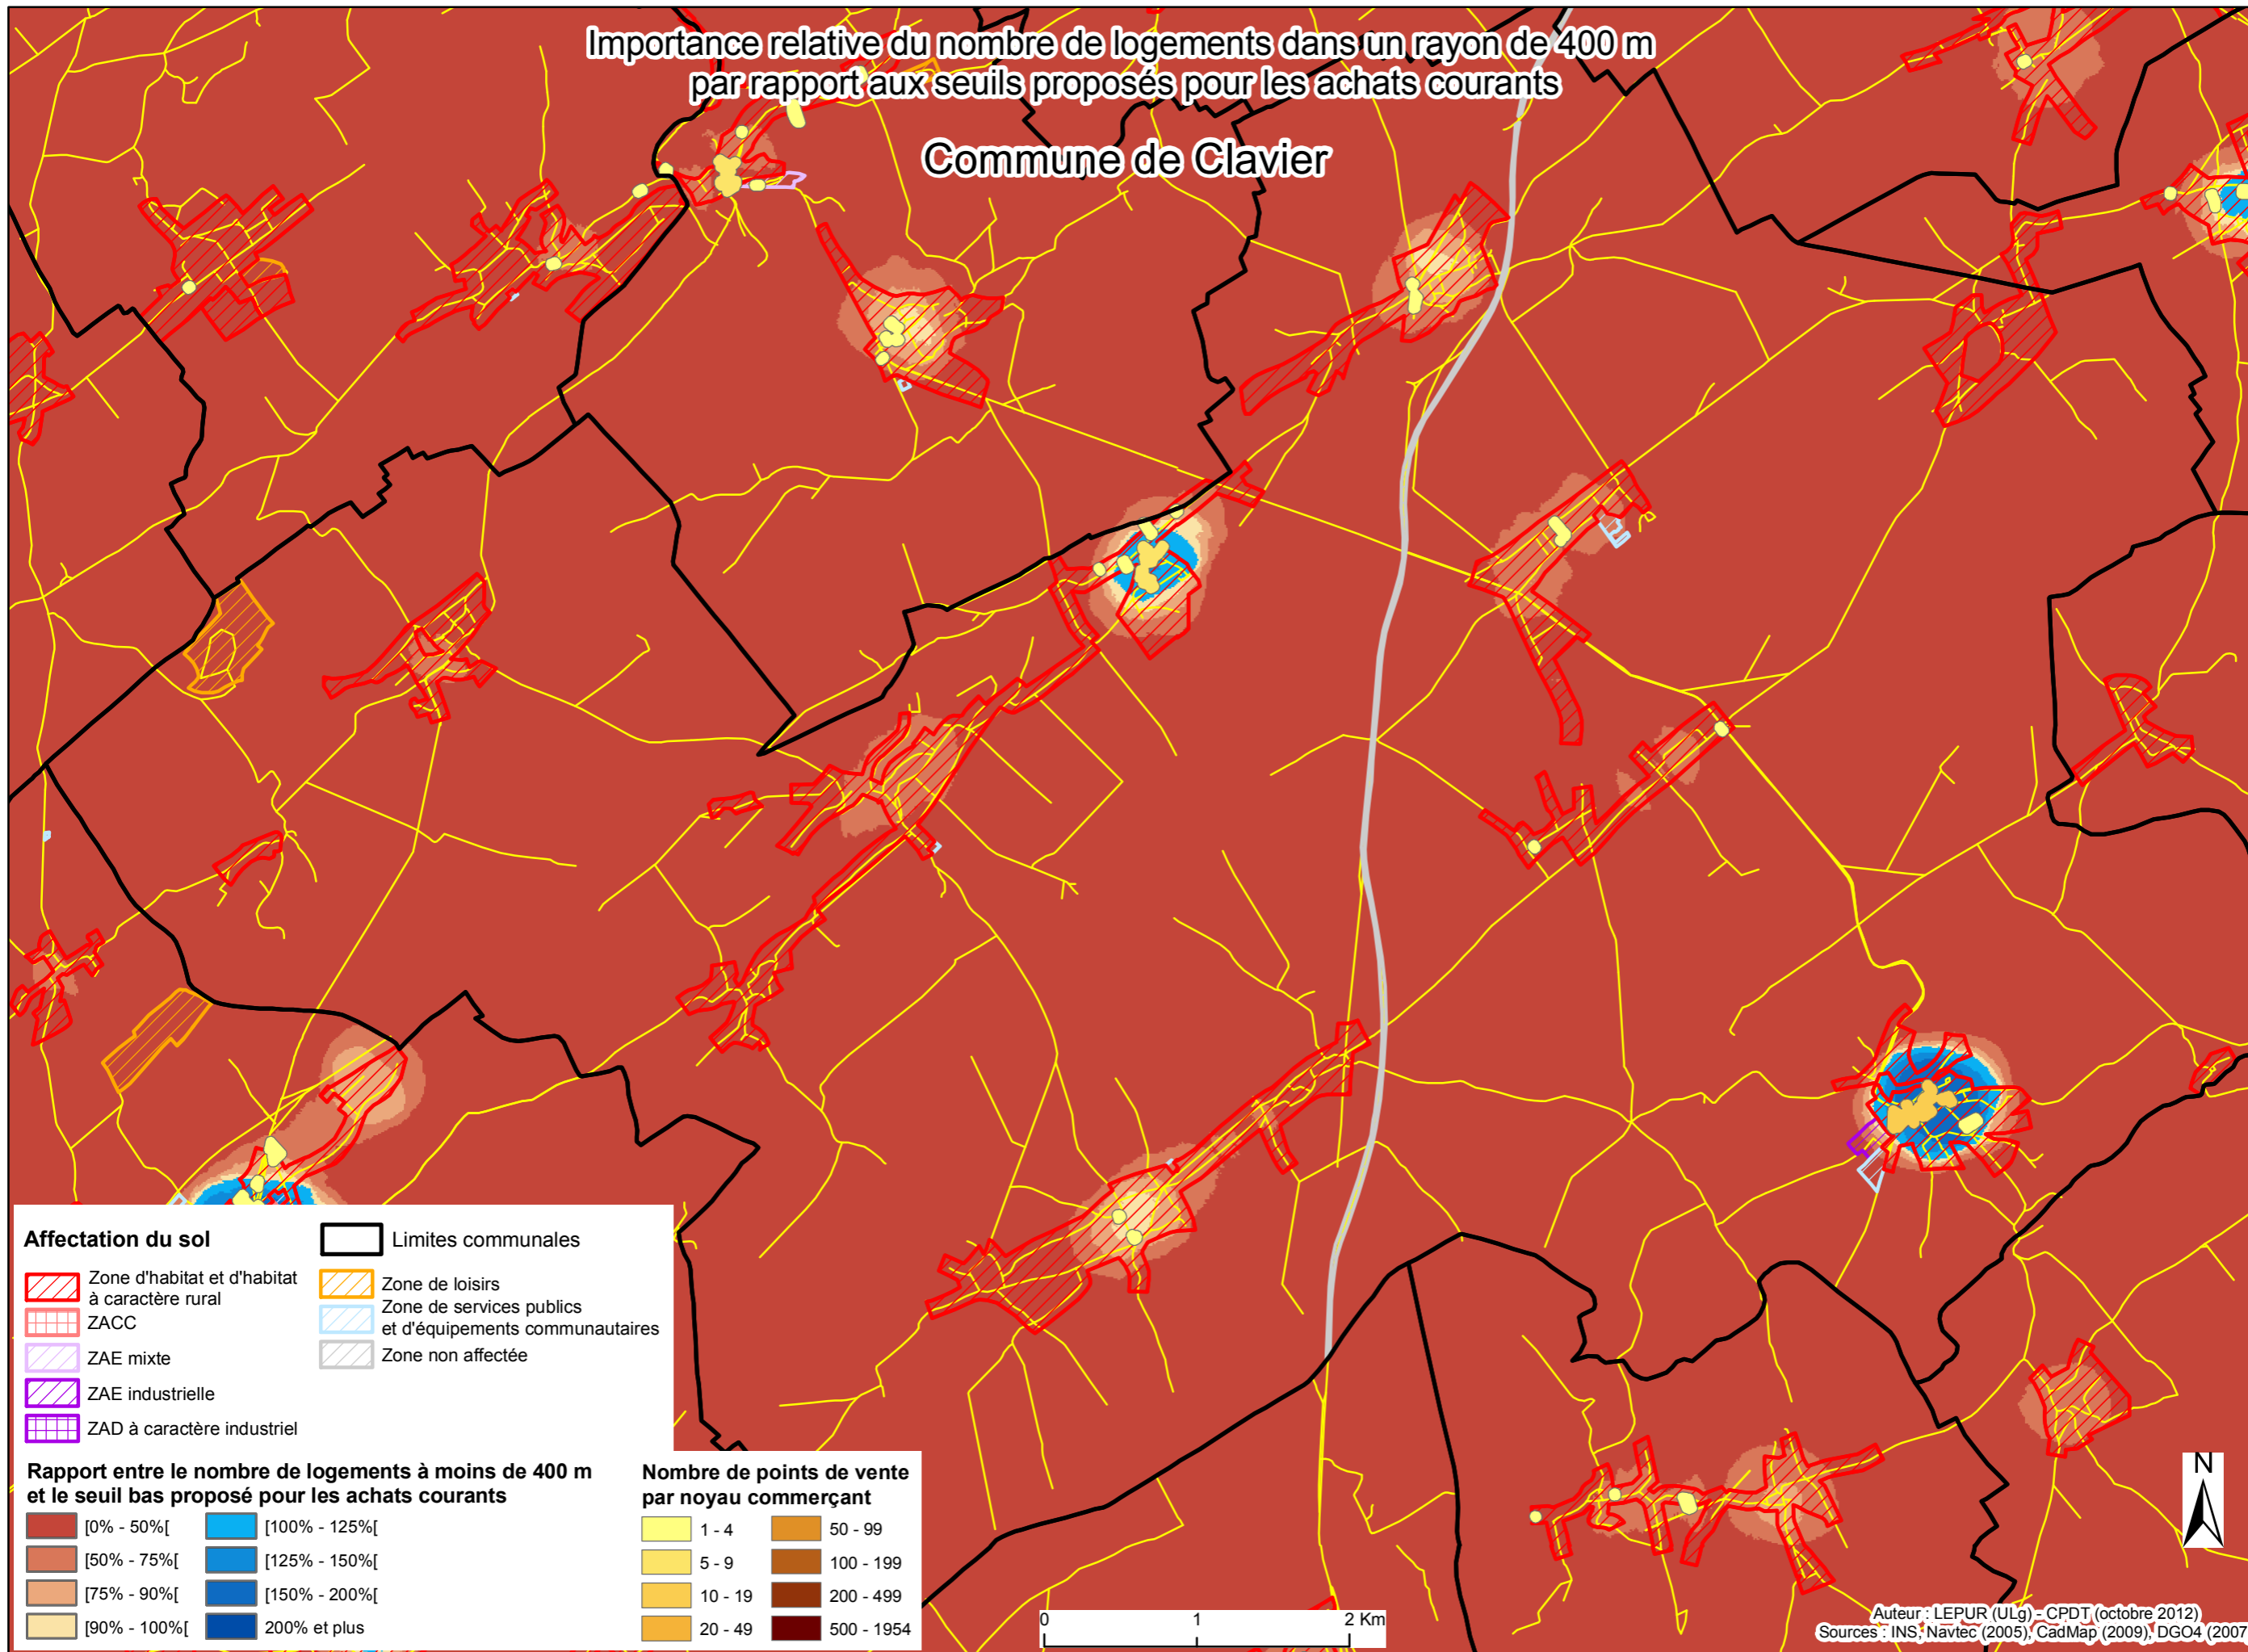 Importance relative du nombre de logements dans un rayon de 400 m
par rapport aux seuils proposés pour les achats courants
Commune de Clavier
Affectation du sol
Zone d'habitat et d'habitat
à caractère rural
ZACC
ZAE mixte
ZAE industrielle
ZAD à caractère industriel
Limites communales
Zone de loisirs
Zone de services publics
et d'équipements communautaires
Zone non affectée
Rapport entre le nombre de logements à moins de 400 m
et le seuil bas proposé pour les achats courants
[0% - 50%[
[50% - 75%[
[75% - 90%[
[90% - 100%[
[100% - 125%[
[125% - 150%[
[150% - 200%[
200% et plus
Nombre de points de vente
par noyau commerçant
1 - 4
5 - 9
10 - 19
20 - 49
50 - 99
100 - 199
200 - 499
500 - 1954
0 1 2 Km
N
Auteur : LEPUR (ULg) - CPDT (octobre 2012)
Sources : INS, Navtec (2005), CadMap (2009), DGO4 (2007